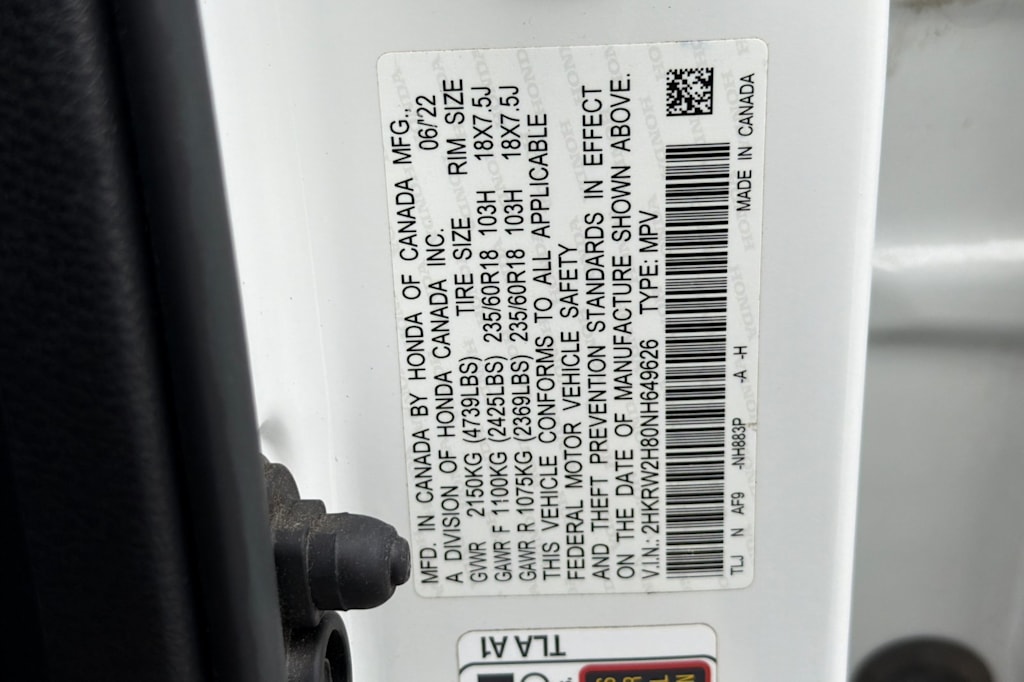 MFD. IN CANADA BY HONDA OF CANADA MFG.,
A DIVISION OF HONDA CANADA INC. 06/'22
GVWR 2150KG (4739LBS) TIRE SIZE RIM SIZE
GAWR F 1100KG (2425LBS) 235/60R18 103H 18X7.5J
GAWR R 1075KG (2369LBS) 235/60R18 103H 18X7.5J
THIS VEHICLE CONFORMS TO ALL APPLICABLE
FEDERAL MOTOR VEHICLE SAFETY
AND THEFT PREVENTION STANDARDS IN EFFECT
ON THE DATE OF MANUFACTURE SHOWN ABOVE.
V.I.N.: 2HKRW2H80NH649626 TYPE: MPV
TLJ N AF9 -NH883P -A -H MADE IN CANADA
TLA A1